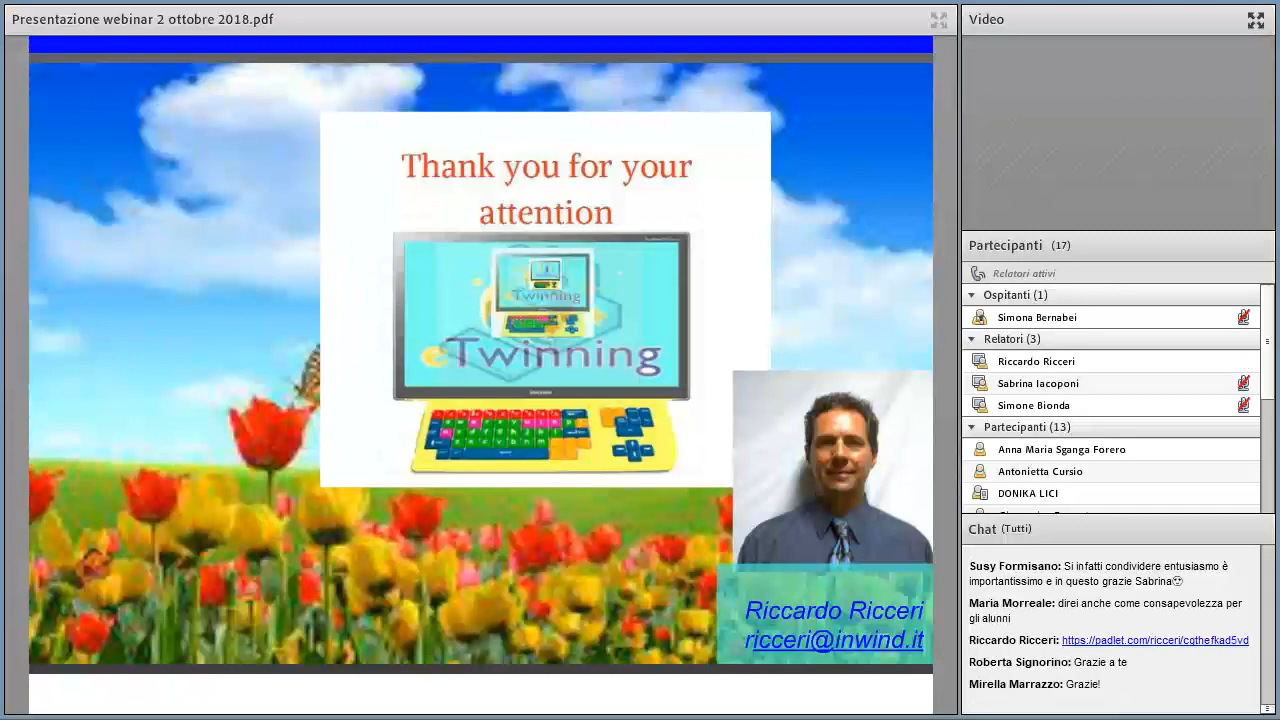 Presentazione webinar 2 ottobre 2018.pdf
Thank you for your
attention
eTwinning
eTwinning
Riccardo Ricceri
ricceri@inwind.it
Video
Partecipanti (17)
Relatori attivi
Ospitanti (1)
Simona Bernabei
Relatori (3)
Riccardo Ricceri
Sabrina Iacoponi
Simone Bionda
Partecipanti (13)
Anna Maria Sganga Forero
Antonietta Cursio
DONIKA LICI
Chat (Tutti)
Susy Formisano: Si infatti condividere entusiasmo è
importantissimo e in questo grazie Sabrina
Maria Morreale: direi anche come consapevolezza per
gli alunni
Riccardo Ricceri: https://padlet.com/ricceri/cgthefkad5vd
Roberta Signorino: Grazie a te
Mirella Marrazzo: Grazie!